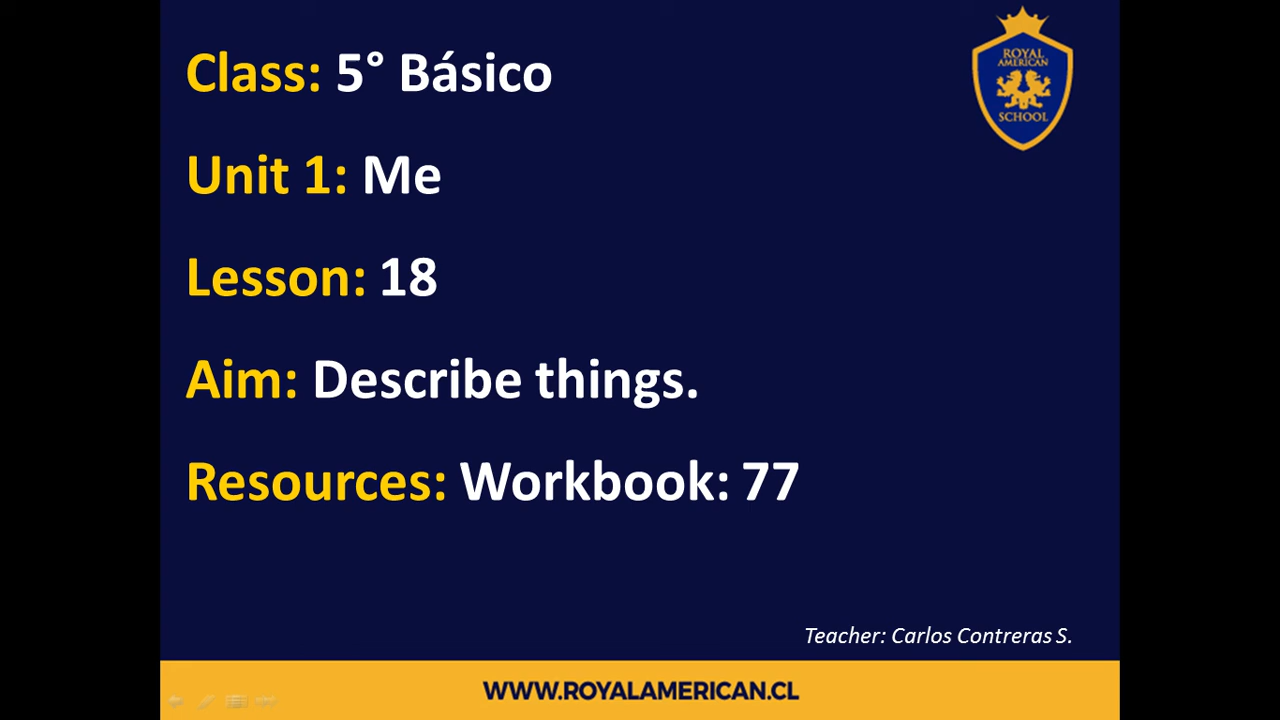 Class: 5° Básico
ROYAL
AMERICAN
SCHOOL
Unit 1: Me
Lesson: 18
Aim: Describe things.
Resources: Workbook: 77
Teacher: Carlos Contreras S.
WWW.ROYALAMERICAN.CL